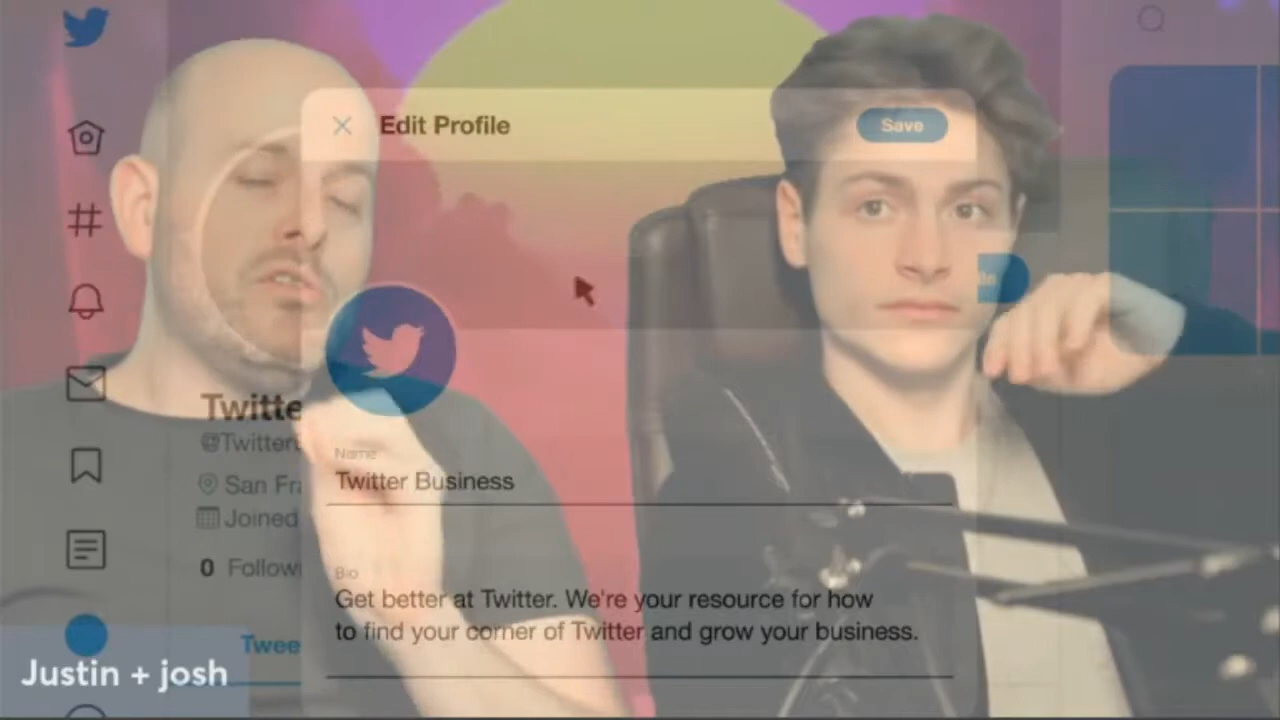 Edit Profile
Save
Twitte
@Twitter
San Fra
Joined
0 Follow
Twee
Name
Twitter Business
Bio
Get better at Twitter. We're your resource for how
to find your corner of Twitter and grow your business.
Justin + josh